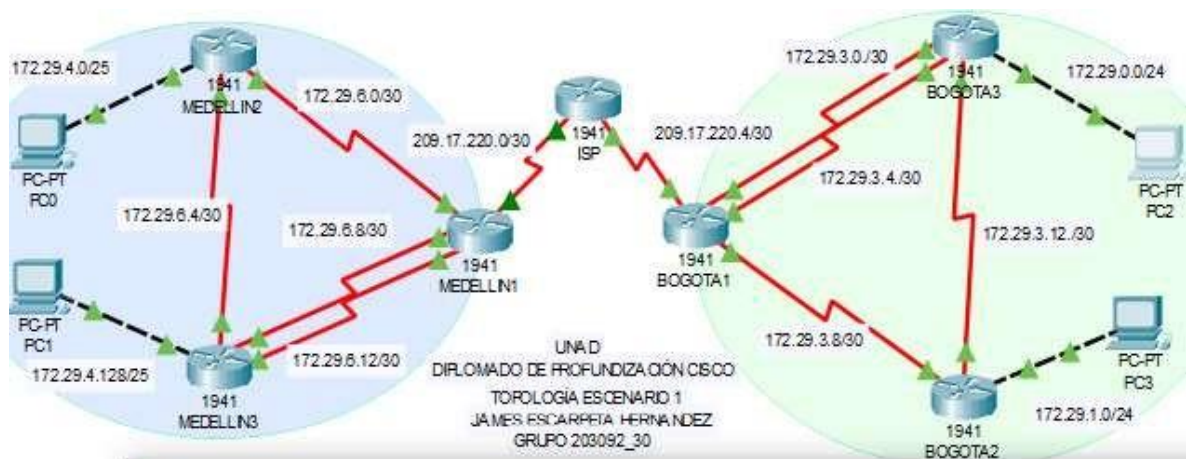 172.29.4.0/25
1941
MEDELLIN2
172.29.6.0/30
PC-PT
PC0
172.29.6.4/30
172.29.6.8/30
PC-PT
PC1
172.29.4.128/25
1941
MEDELLIN3
172.29.6.12/30
1941
MEDELLIN1
209.17.220.0/30
1941
ISP
209.17.220.4/30
1941
BOGOTA1
172.29.3.0./30
1941
BOGOTA3
172.29.0.0/24
PC-PT
PC2
172.29.3.4./30
172.29.3.12./30
172.29.3.8/30
PC-PT
PC3
172.29.1.0/24
1941
BOGOTA2
UNAD
DIPLOMADO DE PROFUNDIZACIÓN CISCO
TOPOLOGÍA ESCENARIO 1
JAMES ESCARPETA HERNANDEZ
GRUPO 203092_30